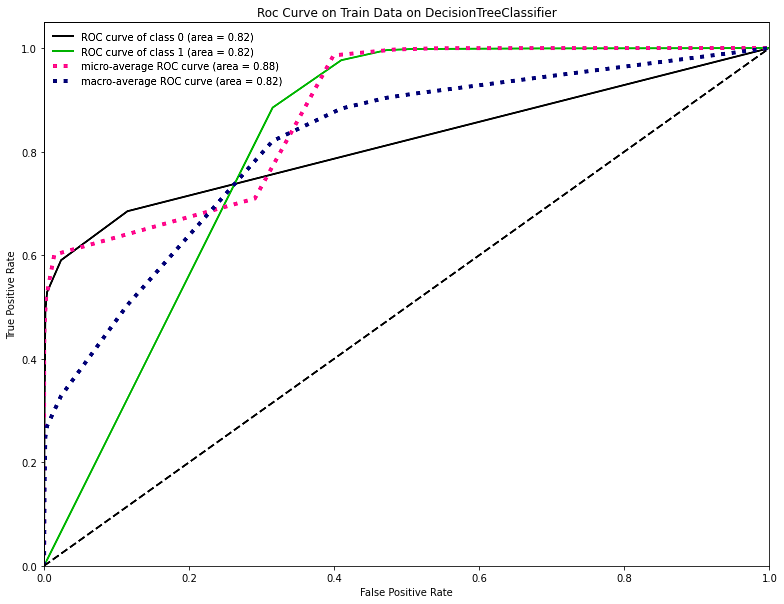 Roc Curve on Train Data on DecisionTreeClassifier
ROC curve of class 0 (area = 0.82)
ROC curve of class 1 (area = 0.82)
micro-average ROC curve (area = 0.88)
macro-average ROC curve (area = 0.82)
1.0
0.8
0.6
0.4
0.2
0.0
True Positive Rate
0.0 0.2 0.4 0.6 0.8 1.0
False Positive Rate